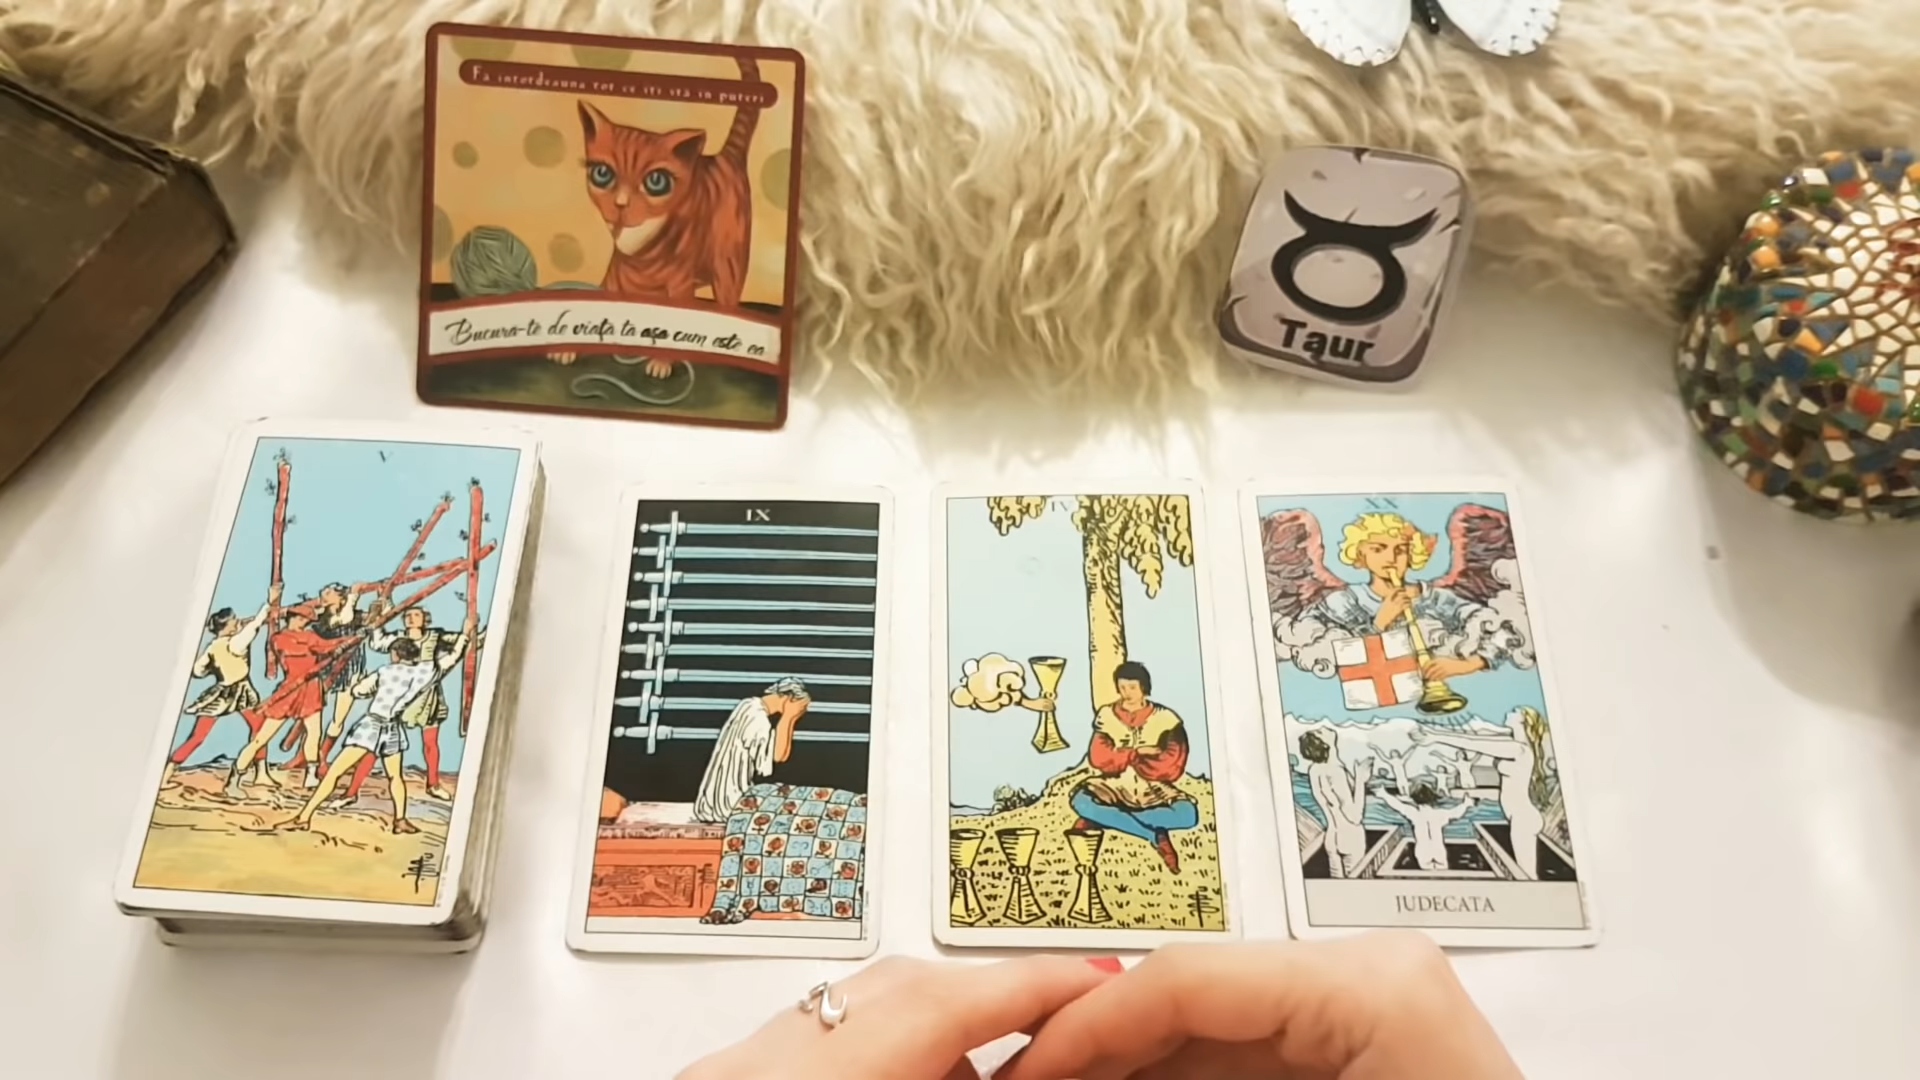 Fă întotdeauna tot ce îți stă în puteri
Bucură-te de viața ta așa cum este ea
Taur
V
IX
IV
XX
JUDECATA